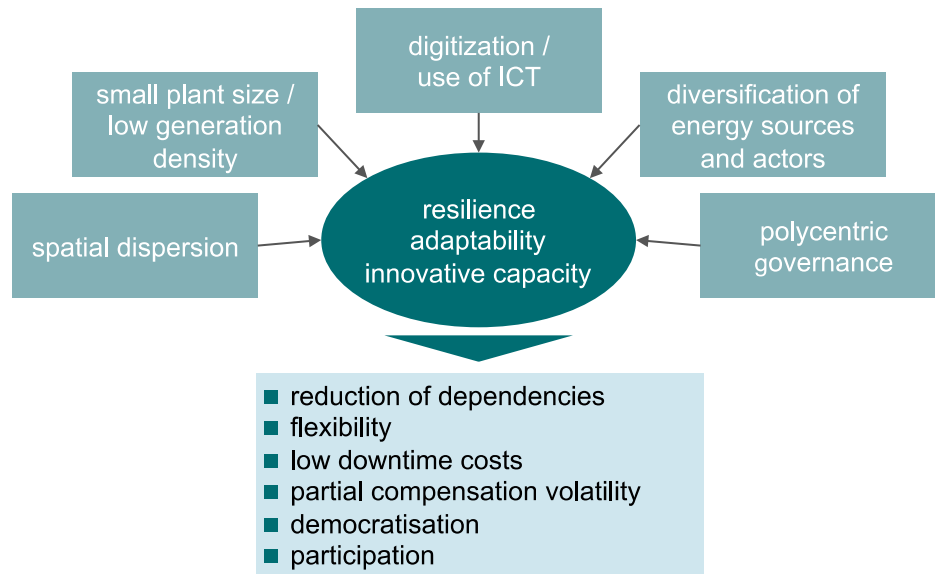 digitization /
use of ICT
small plant size /
low generation
density
diversification of
energy sources
and actors
spatial dispersion
resilience
adaptability
innovative capacity
polycentric
governance
reduction of dependencies
flexibility
low downtime costs
partial compensation volatility
democratisation
participation